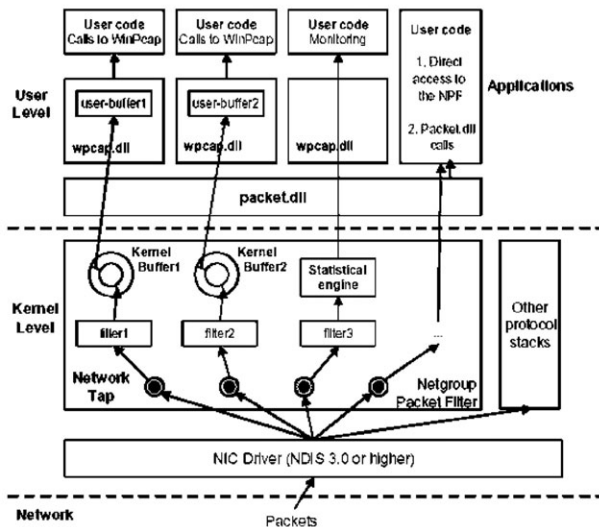 User code
Calls to WinPcap
User code
Calls to WinPcap
User code
Monitoring
User code
1. Direct
access to
the NPF
2. Packet.dll
calls
User
Level
Applications
user-buffer1
user-buffer2
wpcap.dll
wpcap.dll
wpcap.dll
packet.dll
Kernel
Buffer1
Kernel
Buffer2
Statistical
engine
Kernel
Level
Other
protocol
stacks
filter1
filter2
filter3
...
Network
Tap
Netgroup
Packet Filter
NIC Driver (NDIS 3.0 or higher)
Network
Packets